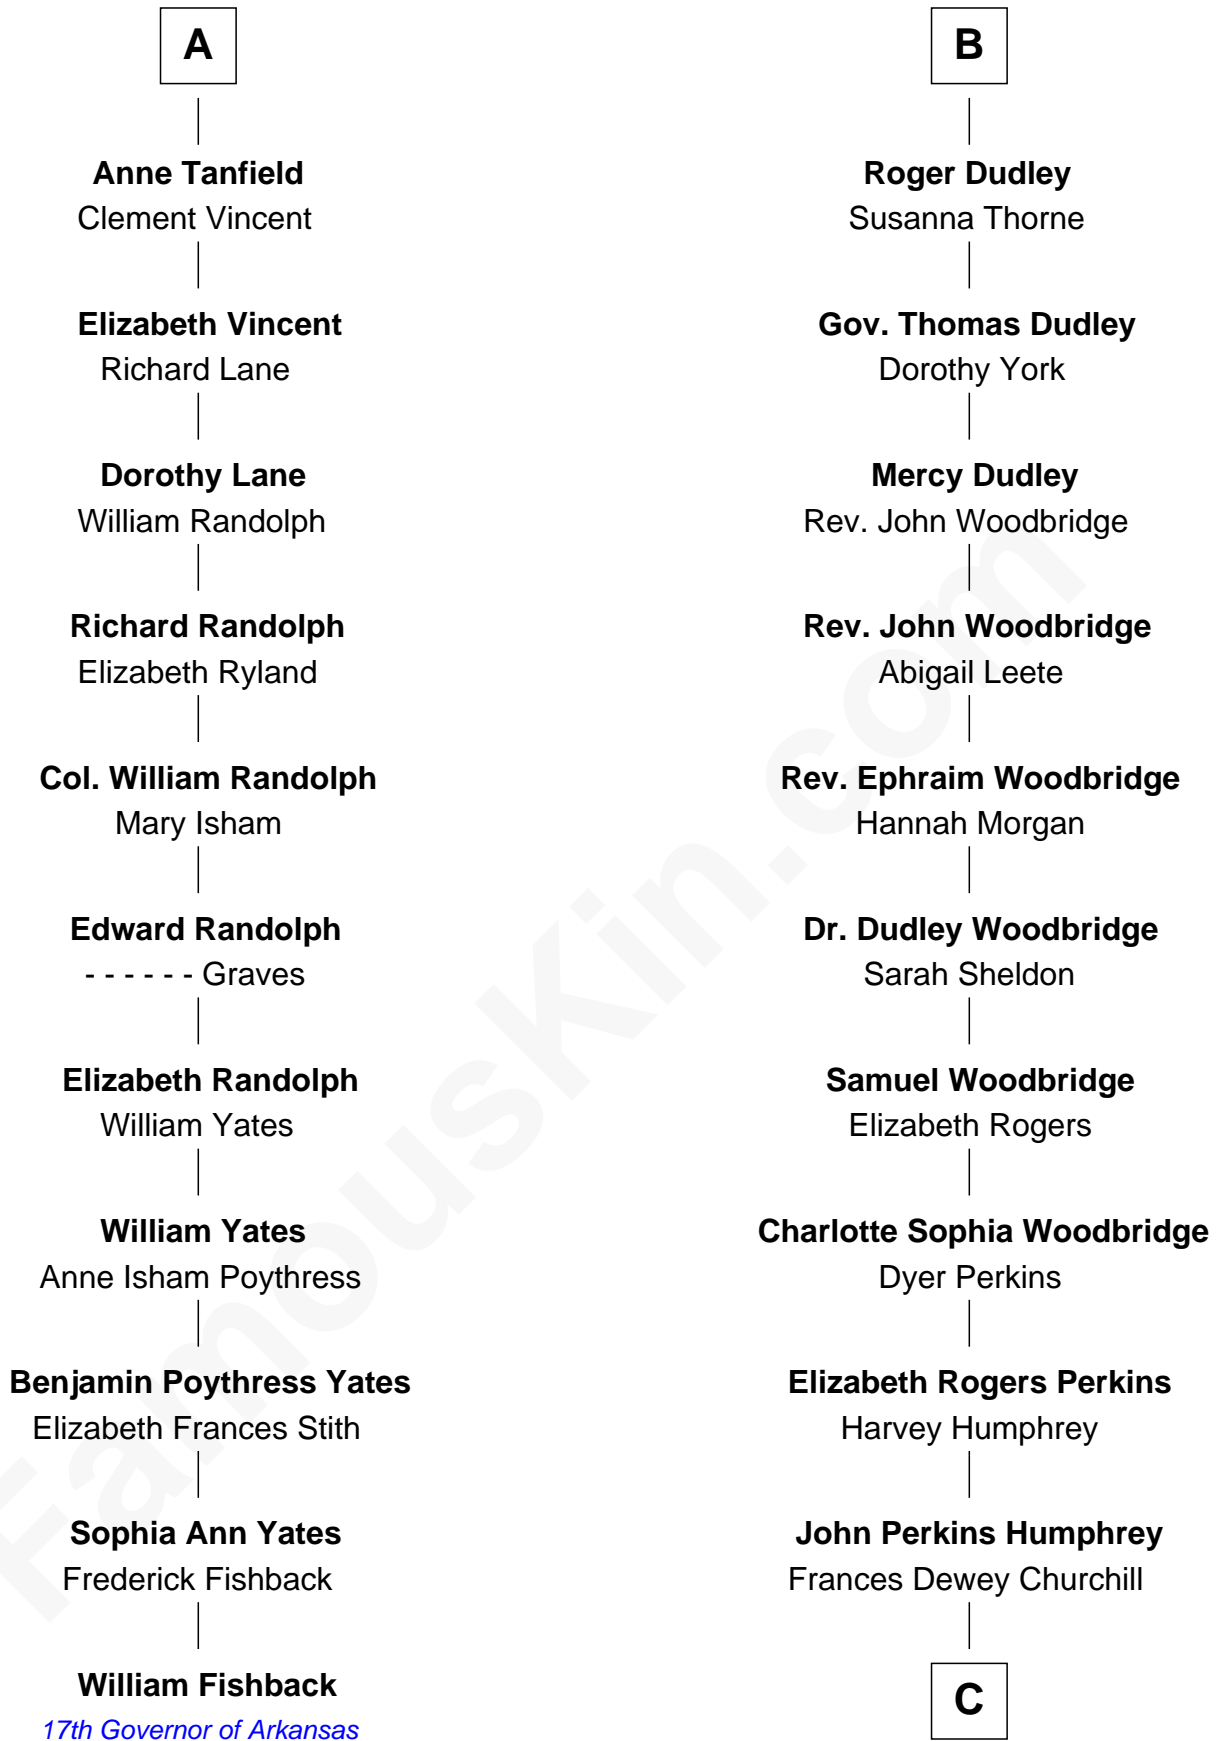 A
Anne Tanfield
Clement Vincent
Elizabeth Vincent
Richard Lane
Dorothy Lane
William Randolph
Richard Randolph
Elizabeth Ryland
Col. William Randolph
Mary Isham
Edward Randolph
- - - - - - Graves
Elizabeth Randolph
William Yates
William Yates
Anne Isham Poythress
Benjamin Poythress Yates
Elizabeth Frances Stith
Sophia Ann Yates
Frederick Fishback
William Fishback
17th Governor of Arkansas
B
Roger Dudley
Susanna Thorne
Gov. Thomas Dudley
Dorothy York
Mercy Dudley
Rev. John Woodbridge
Rev. John Woodbridge
Abigail Leete
Rev. Ephraim Woodbridge
Hannah Morgan
Dr. Dudley Woodbridge
Sarah Sheldon
Samuel Woodbridge
Elizabeth Rogers
Charlotte Sophia Woodbridge
Dyer Perkins
Elizabeth Rogers Perkins
Harvey Humphrey
John Perkins Humphrey
Frances Dewey Churchill
C
FamousKin.com